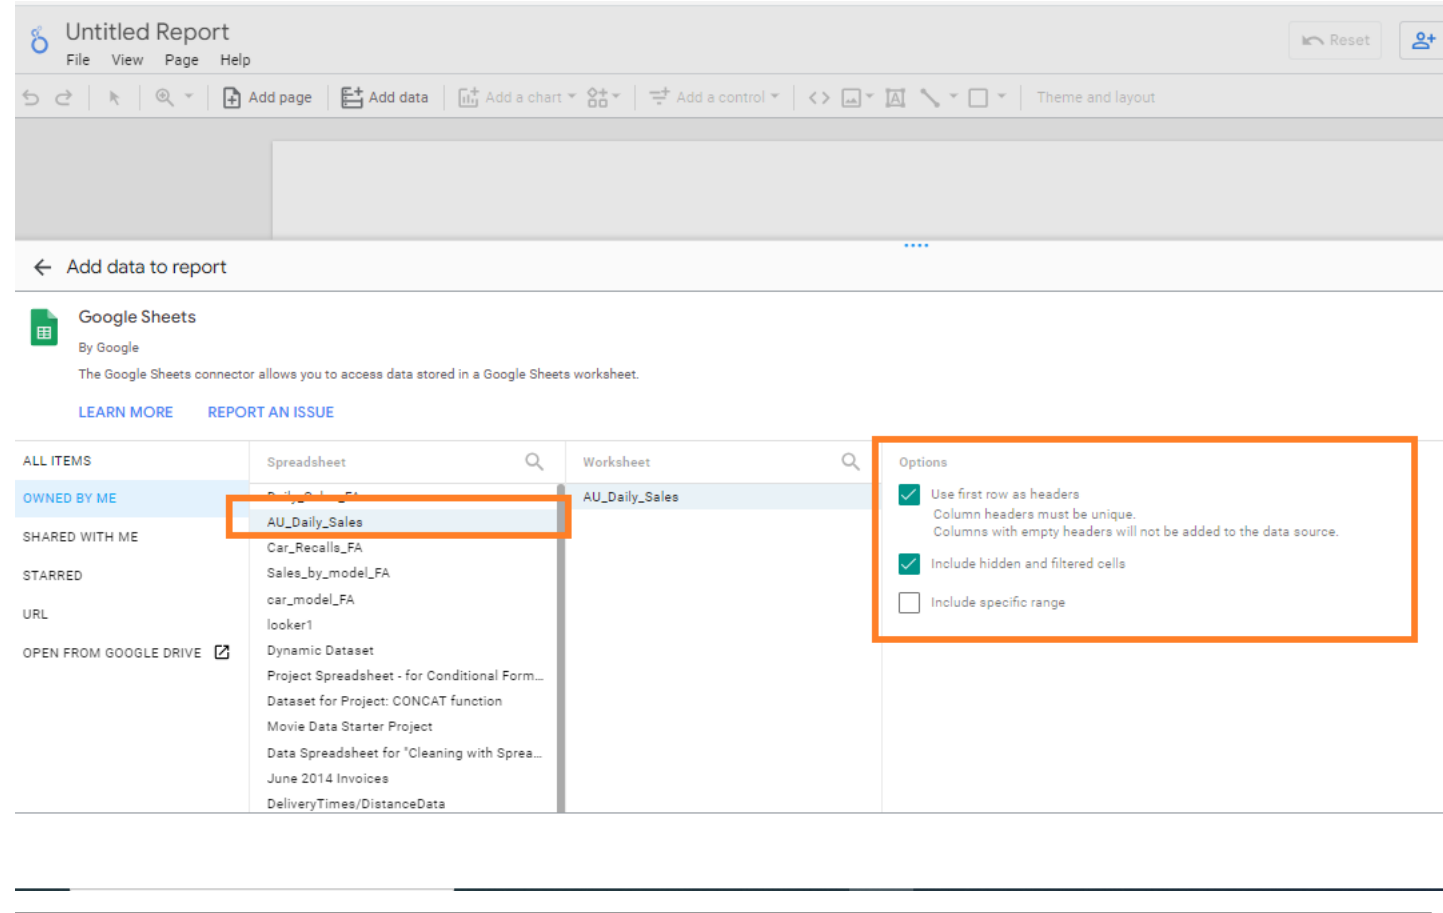 Untitled Report
File View Page Help
Reset
Add page Add data Add a chart Add a control Theme and layout
Add data to report
Google Sheets
By Google
The Google Sheets connector allows you to access data stored in a Google Sheets worksheet.
LEARN MORE REPORT AN ISSUE
ALL ITEMS
OWNED BY ME
SHARED WITH ME
STARRED
URL
OPEN FROM GOOGLE DRIVE
Spreadsheet
AU_Daily_Sales
Car_Recalls_FA
Sales_by_model_FA
car_model_FA
looker1
Dynamic Dataset
Project Spreadsheet - for Conditional Form...
Dataset for Project: CONCAT function
Movie Data Starter Project
Data Spreadsheet for "Cleaning with Sprea...
June 2014 Invoices
DeliveryTimes/DistanceData
Worksheet
AU_Daily_Sales
Options
Use first row as headers
Column headers must be unique.
Columns with empty headers will not be added to the data source.
Include hidden and filtered cells
Include specific range